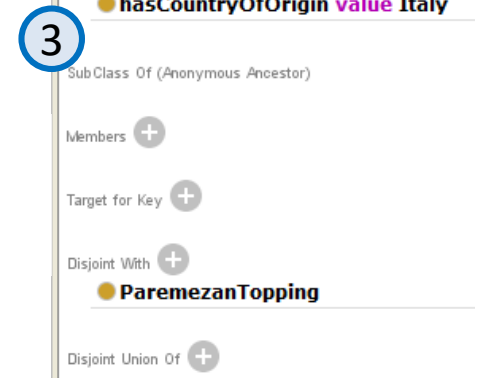 hasCountryOfOrigin value Italy
3
SubClass Of (Anonymous Ancestor)
Members
Target for Key
Disjoint With
ParemezanTopping
Disjoint Union Of